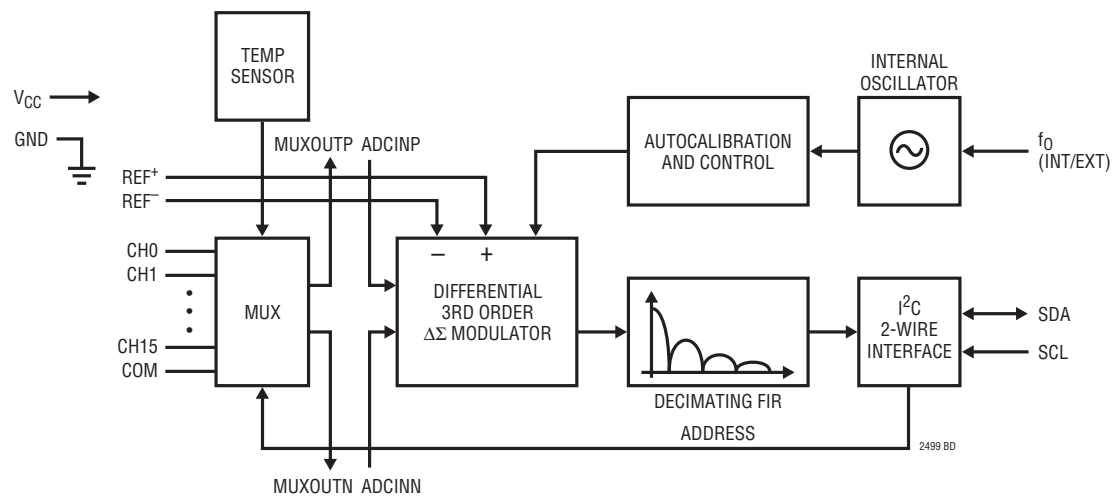 TEMP
SENSOR
INTERNAL
OSCILLATOR
VCC
GND
MUXOUTP ADCINP
AUTOCALIBRATION
AND CONTROL
fO
(INT/EXT)
REF+
REF–
CH0
CH1
•
•
•
CH15
COM
MUX
– +
DIFFERENTIAL
3RD ORDER
ΔΣ MODULATOR
DECIMATING FIR
I2C
2-WIRE
INTERFACE
SDA
SCL
ADDRESS
2499 BD
MUXOUTN ADCINN